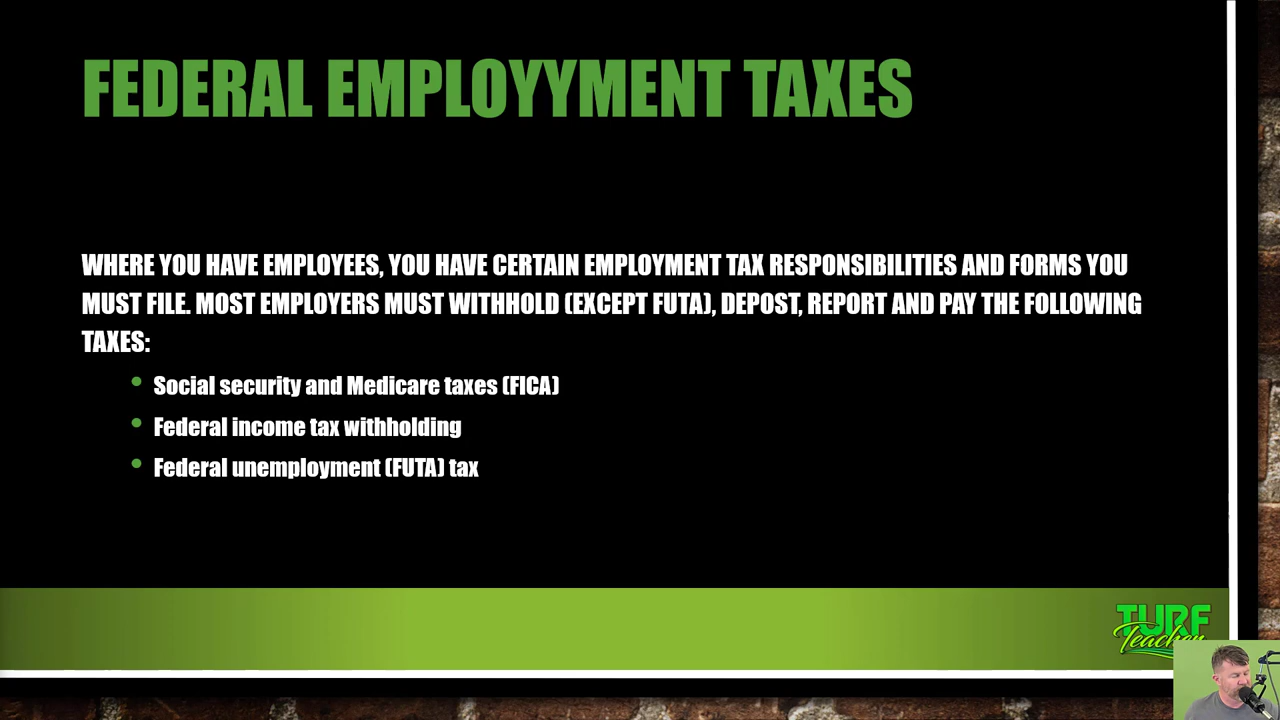 FEDERAL EMPLOYYMENT TAXES
WHERE YOU HAVE EMPLOYEES, YOU HAVE CERTAIN EMPLOYMENT TAX RESPONSIBILITIES AND FORMS YOU
MUST FILE. MOST EMPLOYERS MUST WITHHOLD (EXCEPT FUTA), DEPOST, REPORT AND PAY THE FOLLOWING
TAXES:
Social security and Medicare taxes (FICA)
Federal income tax withholding
Federal unemployment (FUTA) tax
TURF
Teacher